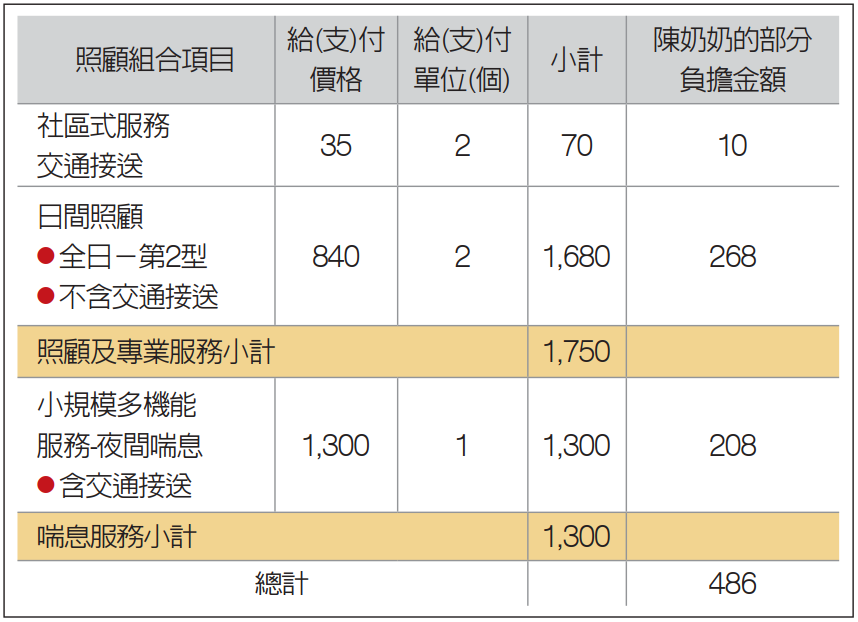 照顧組合項目
給(支)付
價格
給(支)付
單位(個)
小計
陳奶奶的部分
負擔金額
社區式服務
交通接送
35
2
70
10
日間照顧
●全日－第2型
●不含交通接送
840
2
1,680
268
照顧及專業服務小計
1,750
小規模多機能
服務-夜間喘息
●含交通接送
1,300
1
1,300
208
喘息服務小計
1,300
總計
486